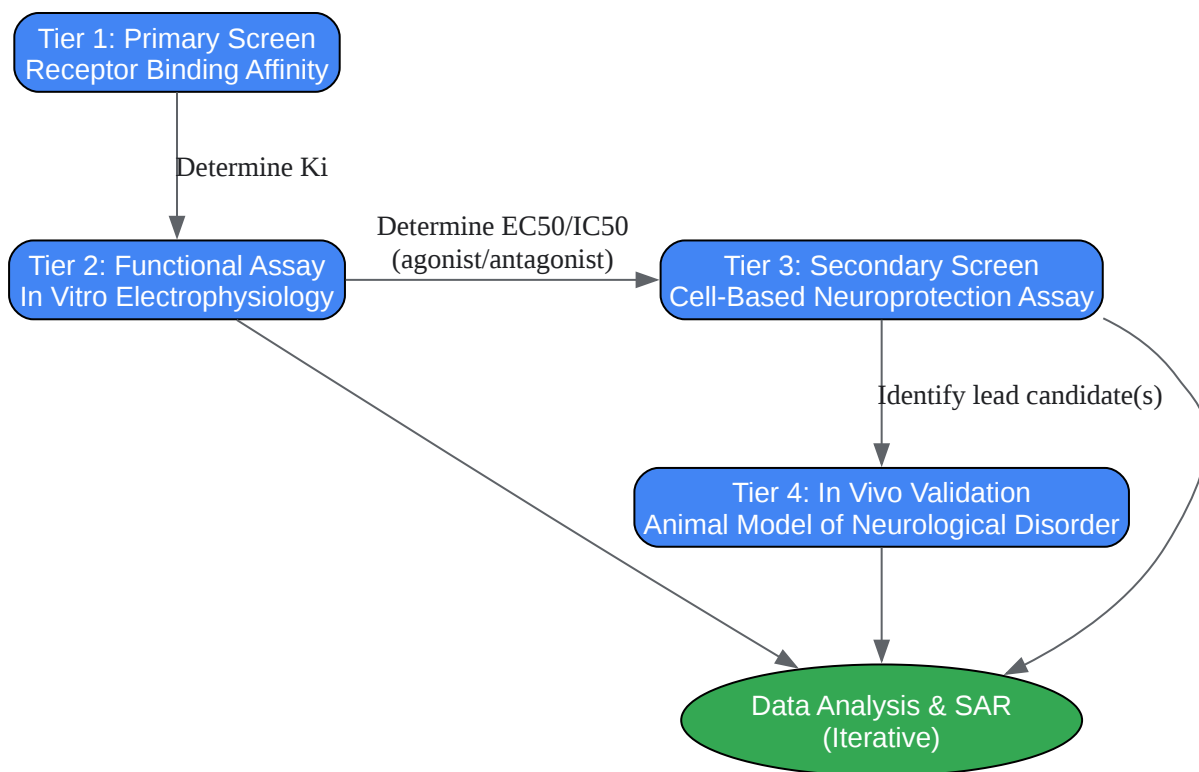 Tier 1: Primary Screen
Receptor Binding Affinity
Determine Ki
Tier 2: Functional Assay
In Vitro Electrophysiology
Determine EC50/IC50
(agonist/antagonist)
Tier 3: Secondary Screen
Cell-Based Neuroprotection Assay
Identify lead candidate(s)
Tier 4: In Vivo Validation
Animal Model of Neurological Disorder
Data Analysis & SAR
(Iterative)